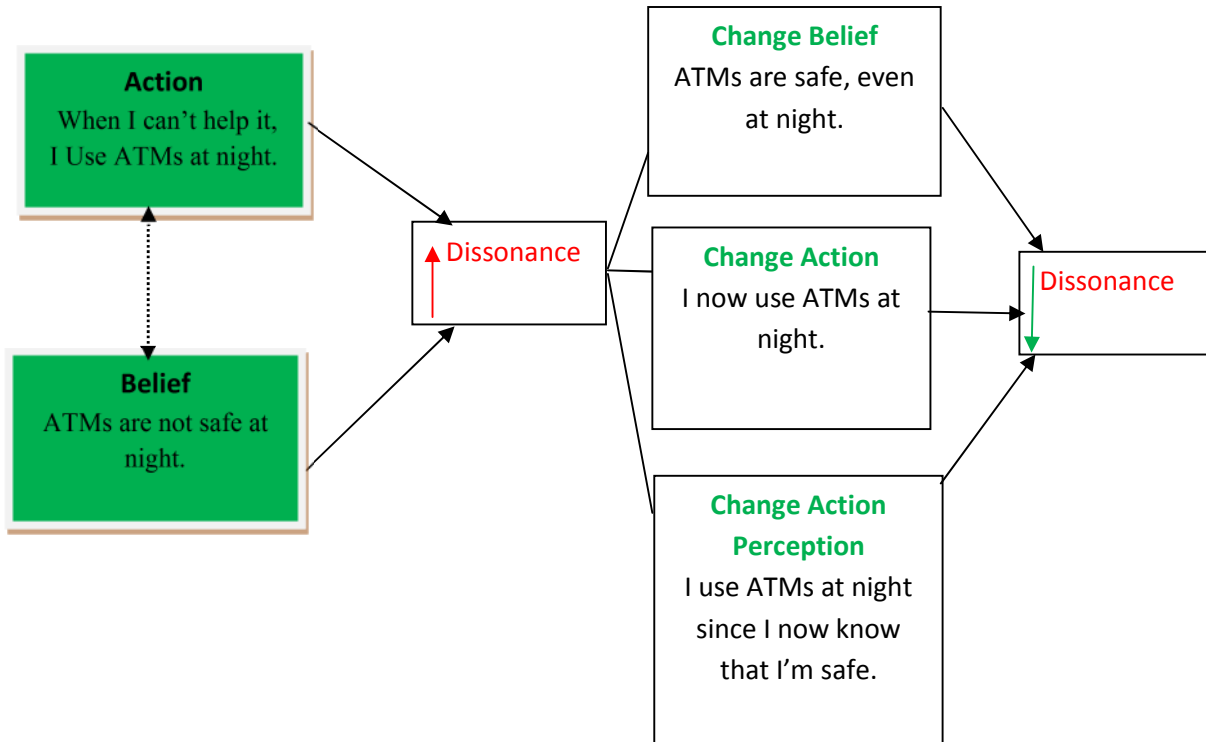 Action
When I can't help it,
I Use ATMs at night.
Belief
ATMs are not safe at
night.
Dissonance
Change Belief
ATMs are safe, even
at night.
Change Action
I now use ATMs at
night.
Change Action
Perception
I use ATMs at night
since I now know
that I'm safe.
Dissonance